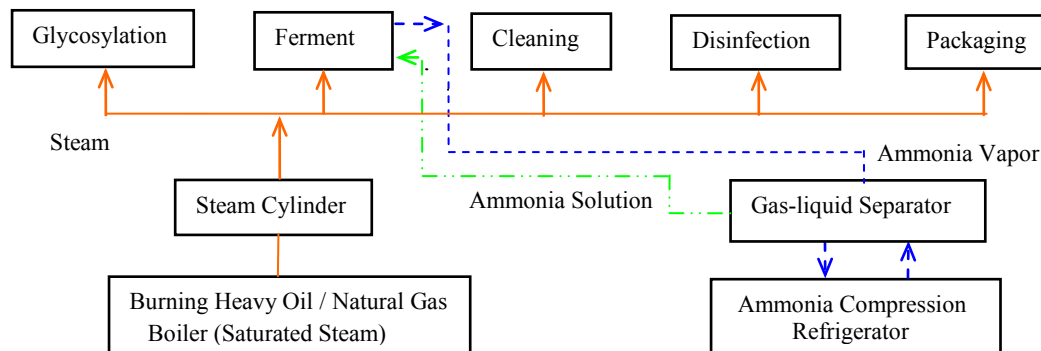 Glycosylation
Ferment
Cleaning
Disinfection
Packaging
Steam
Ammonia Vapor
Steam Cylinder
Ammonia Solution
Gas-liquid Separator
Burning Heavy Oil / Natural Gas
Boiler (Saturated Steam)
Ammonia Compression
Refrigerator